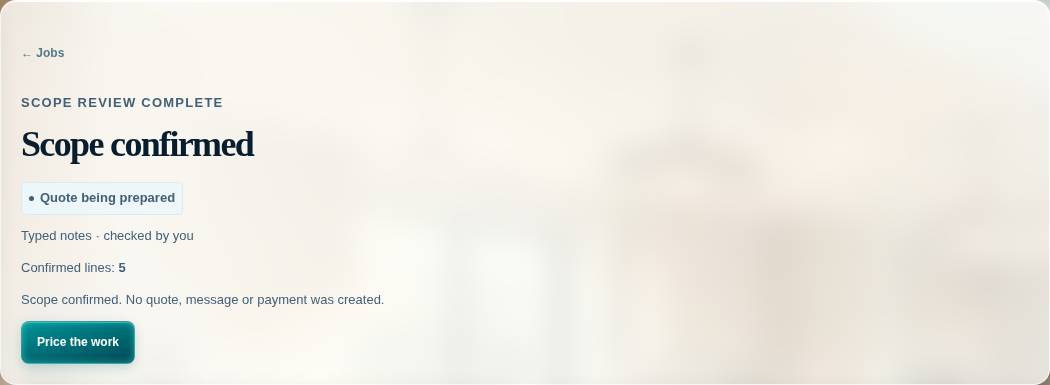 ← Jobs
SCOPE REVIEW COMPLETE
Scope confirmed
• Quote being prepared
Typed notes · checked by you
Confirmed lines: 5
Scope confirmed. No quote, message or payment was created.
Price the work